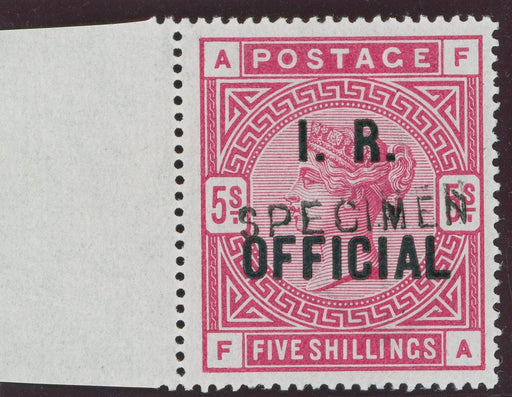 A POSTAGE F
I. R.
5s 5s
SPECIMEN
OFFICIAL
F FIVE SHILLINGS A